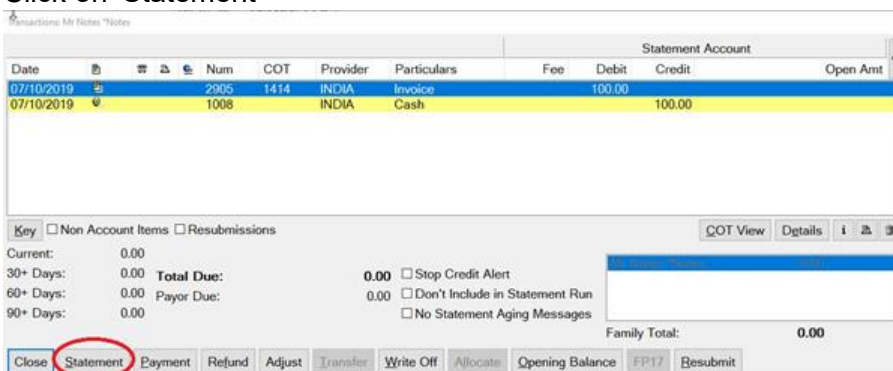 Click on 'Statement'
Transactions: Mr Notes *Notes
Statement Account
Date Num COT Provider Particulars Fee Debit Credit Open Amt
07/10/2019 2905 1414 INDIA Invoice 100.00
07/10/2019 1008 INDIA Cash 100.00
Key Non Account Items Resubmissions COT View Details i
Current: 0.00
30+ Days: 0.00 Total Due: 0.00 Stop Credit Alert
60+ Days: 0.00 Payor Due: 0.00 Don't Include in Statement Run
90+ Days: 0.00 No Statement Aging Messages
Family Total: 0.00
Close Statement Payment Refund Adjust Transfer Write Off Allocate Opening Balance FP17 Resubmit